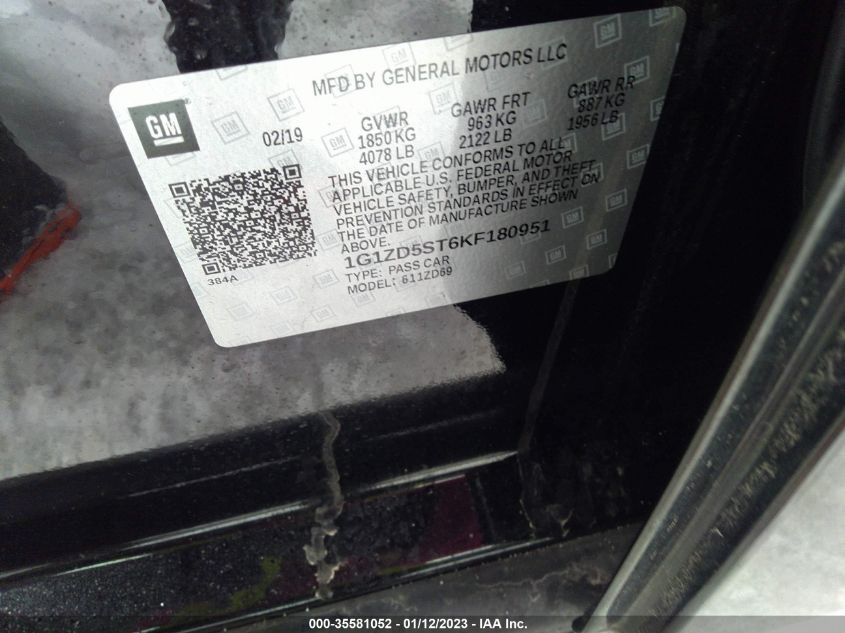 MFD BY GENERAL MOTORS LLC
GM
02/19
GVWR GAWR FRT GAWR RR
1850 KG 963 KG 887 KG
4078 LB 2122 LB 1956 LB
THIS VEHICLE CONFORMS TO ALL
APPLICABLE U.S. FEDERAL MOTOR
VEHICLE SAFETY, BUMPER, AND THEFT
PREVENTION STANDARDS IN EFFECT ON
THE DATE OF MANUFACTURE SHOWN
ABOVE.
1G1ZD5ST6KF180951
TYPE: PASS CAR
MODEL: 611ZD69
384A
000-35581052 - 01/12/2023 - IAA Inc.